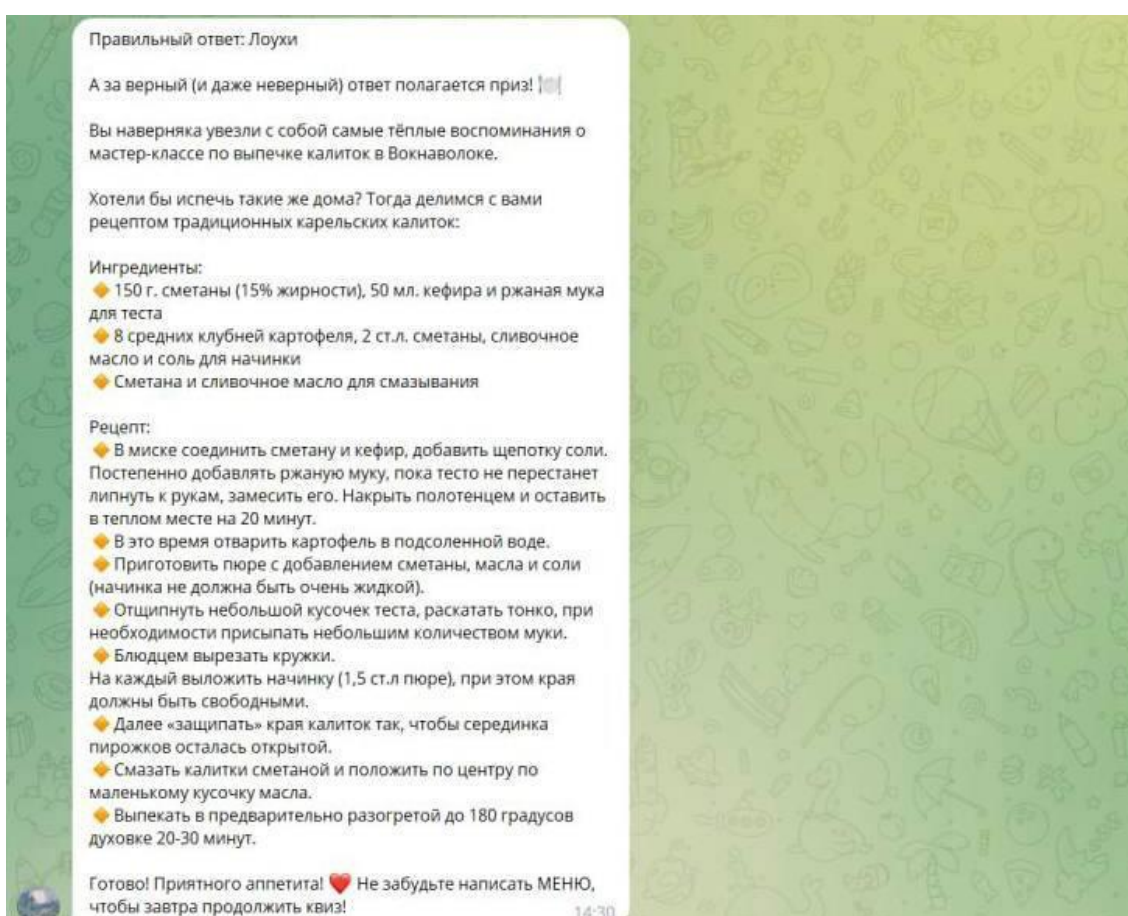 Правильный ответ: Лоухи
А за верный (и даже неверный) ответ полагается приз! 🍽
Вы наверняка увезли с собой самые тёплые воспоминания о
мастер-классе по выпечке калиток в Вокнаволоке.
Хотели бы испечь такие же дома? Тогда делимся с вами
рецептом традиционных карельских калиток:
Ингредиенты:
🔸150 г. сметаны (15% жирности), 50 мл. кефира и ржаная мука
для теста
🔸8 средних клубней картофеля, 2 ст.л. сметаны, сливочное
масло и соль для начинки
🔸Сметана и сливочное масло для смазывания
Рецепт:
🔸В миске соединить сметану и кефир, добавить щепотку соли.
Постепенно добавлять ржаную муку, пока тесто не перестанет
липнуть к рукам, замесить его. Накрыть полотенцем и оставить
в теплом месте на 20 минут.
🔸В это время отварить картофель в подсоленной воде.
🔸Приготовить пюре с добавлением сметаны, масла и соли
(начинка не должна быть очень жидкой).
🔸Отщипнуть небольшой кусочек теста, раскатать тонко, при
необходимости присыпать небольшим количеством муки.
🔸Блюдцем вырезать кружки.
На каждый выложить начинку (1,5 ст.л пюре), при этом края
должны быть свободными.
🔸Далее «защипать» края калиток так, чтобы серединка
пирожков осталась открытой.
🔸Смазать калитки сметаной и положить по центру по
маленькому кусочку масла.
🔸Выпекать в предварительно разогретой до 180 градусов
духовке 20-30 минут.
Готово! Приятного аппетита! ❤️ Не забудьте написать МЕНЮ,
чтобы завтра продолжить квиз!
14:30